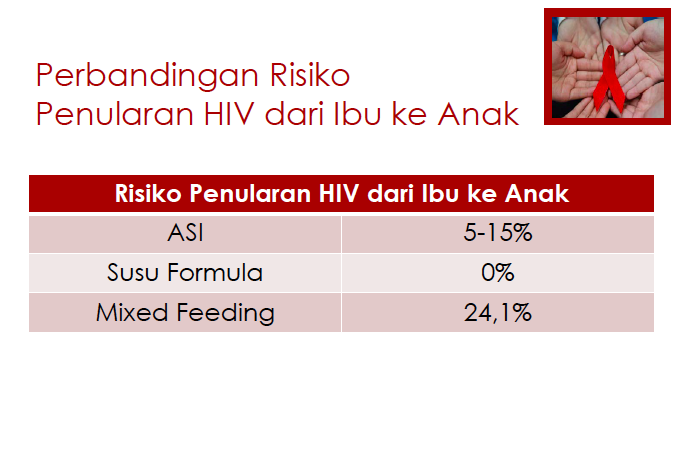 Perbandingan Risiko
Penularan HIV dari Ibu ke Anak
Risiko Penularan HIV dari Ibu ke Anak
ASI 5-15%
Susu Formula 0%
Mixed Feeding 24,1%